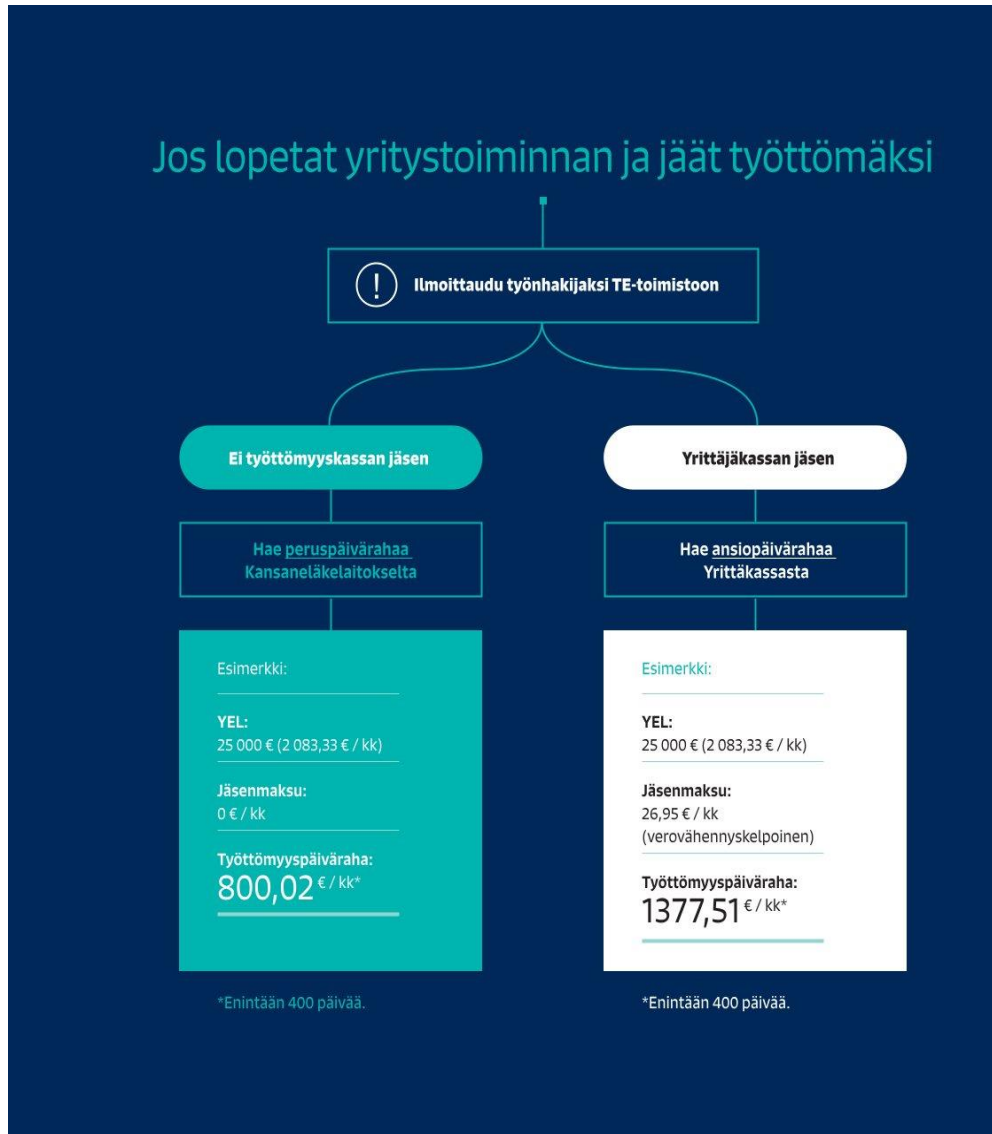 Jos lopetat yritystoiminnan ja jäät työttömäksi
! Ilmoittaudu työnhakijaksi TE-toimistoon
Ei työttömyyskassan jäsen
Hae peruspäivärahaa
Kansaneläkelaitokselta
Esimerkki:
YEL:
25 000 € (2 083,33 € / kk)
Jäsenmaksu:
0 € / kk
Työttömyyspäiväraha:
800,02 € / kk*
*Enintään 400 päivää.
Yrittäjäkassan jäsen
Hae ansiopäivärahaa
Yrittäkassasta
Esimerkki:
YEL:
25 000 € (2 083,33 € / kk)
Jäsenmaksu:
26,95 € / kk
(verovähennyskelpoinen)
Työttömyyspäiväraha:
1377,51 € / kk*
*Enintään 400 päivää.